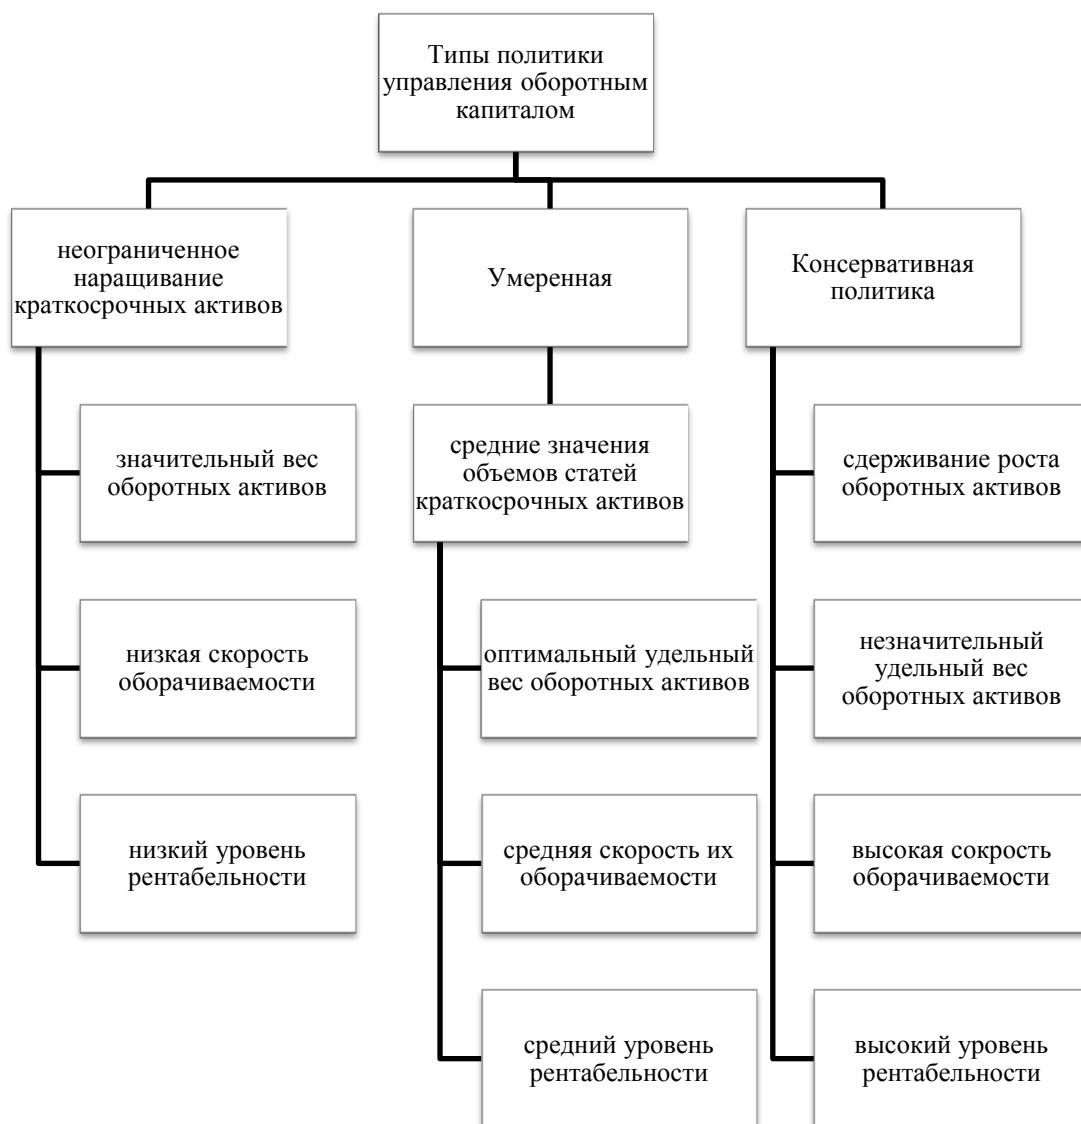 Типы политики
управления оборотным
капиталом
неограниченное
наращивание
краткосрочных активов
Умеренная
Консервативная
политика
значительный вес
оборотных активов
низкая скорость
оборачиваемости
низкий уровень
рентабельности
средние значения
объемов статей
краткосрочных активов
оптимальный удельный
вес оборотных активов
средняя скорость их
оборачиваемости
средний уровень
рентабельности
сдерживание роста
оборотных активов
незначительный
удельный вес
оборотных активов
высокая сокрость
оборачиваемости
высокий уровень
рентабельности